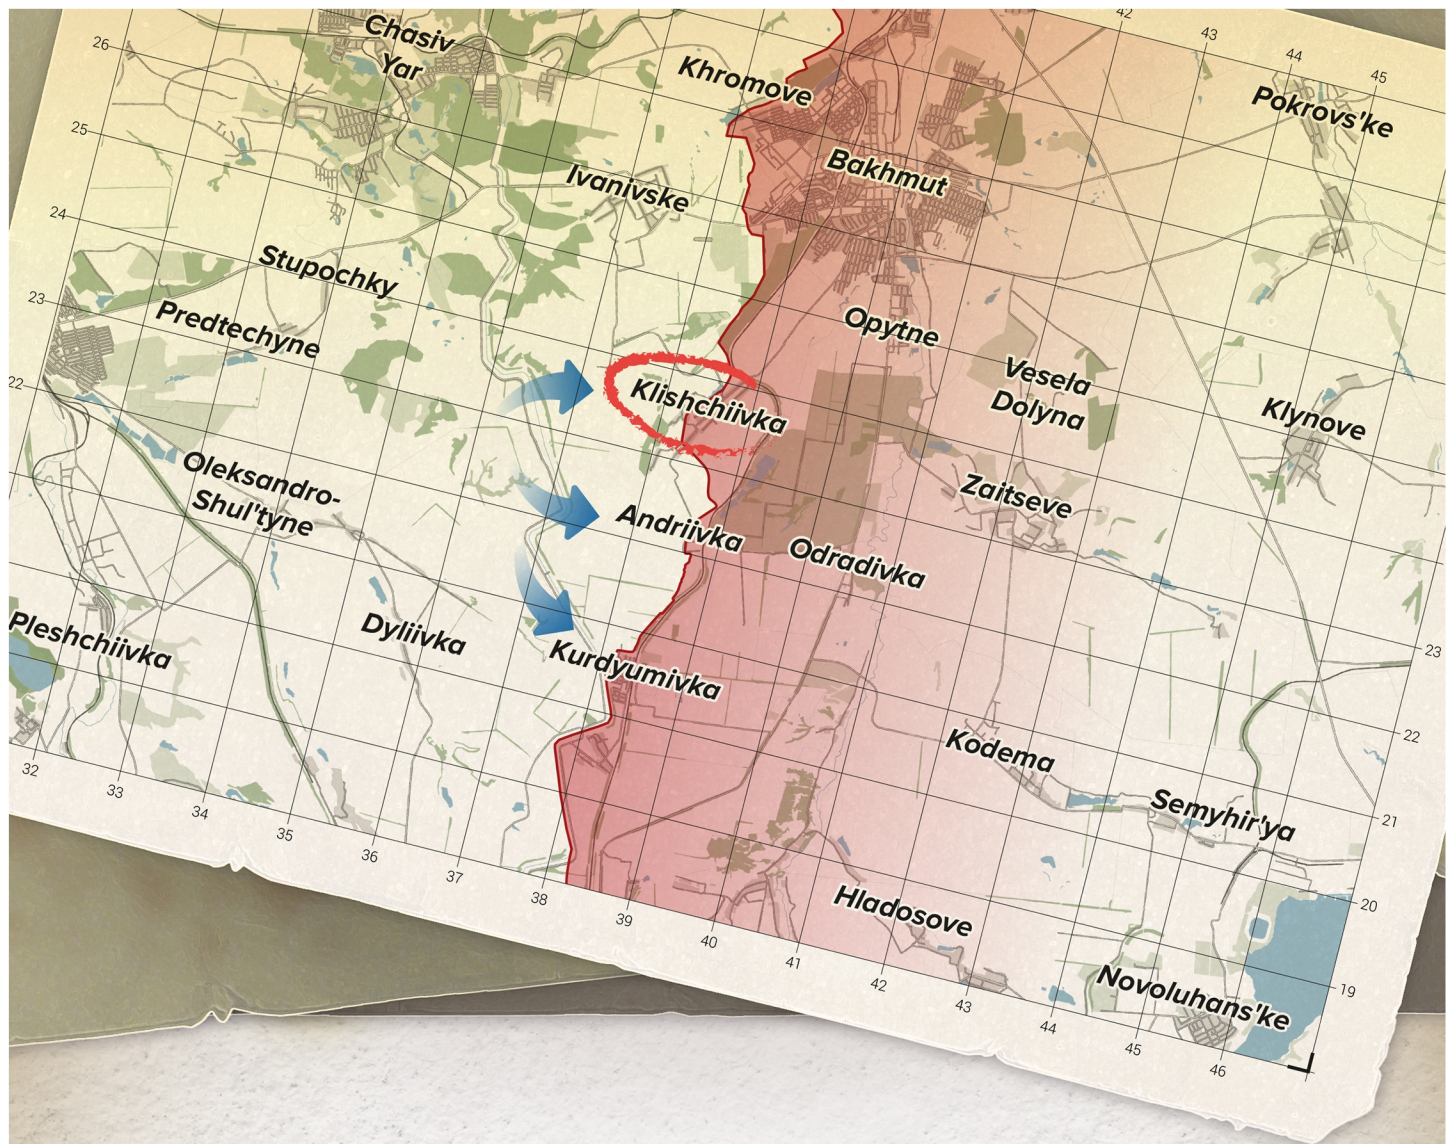 42
43
44
45
26
Chasiv
Yar
Khromove
Pokrovs'ke
25
Bakhmut
Ivanivske
24
Stupochky
23
Predtechyne
Opytne
Vesela
Dolyna
22
Klishchiivka
Klynove
Oleksandro-
Shul'tyne
Zaitseve
Andriivka
Odradivka
Pleshchiivka
Dyliivka
Kurdyumivka
23
Kodema
22
Semyhir'ya
21
32
33
34
35
36
37
38
39
40
41
42
43
44
45
46
Hladosove
20
Novoluhans'ke
19